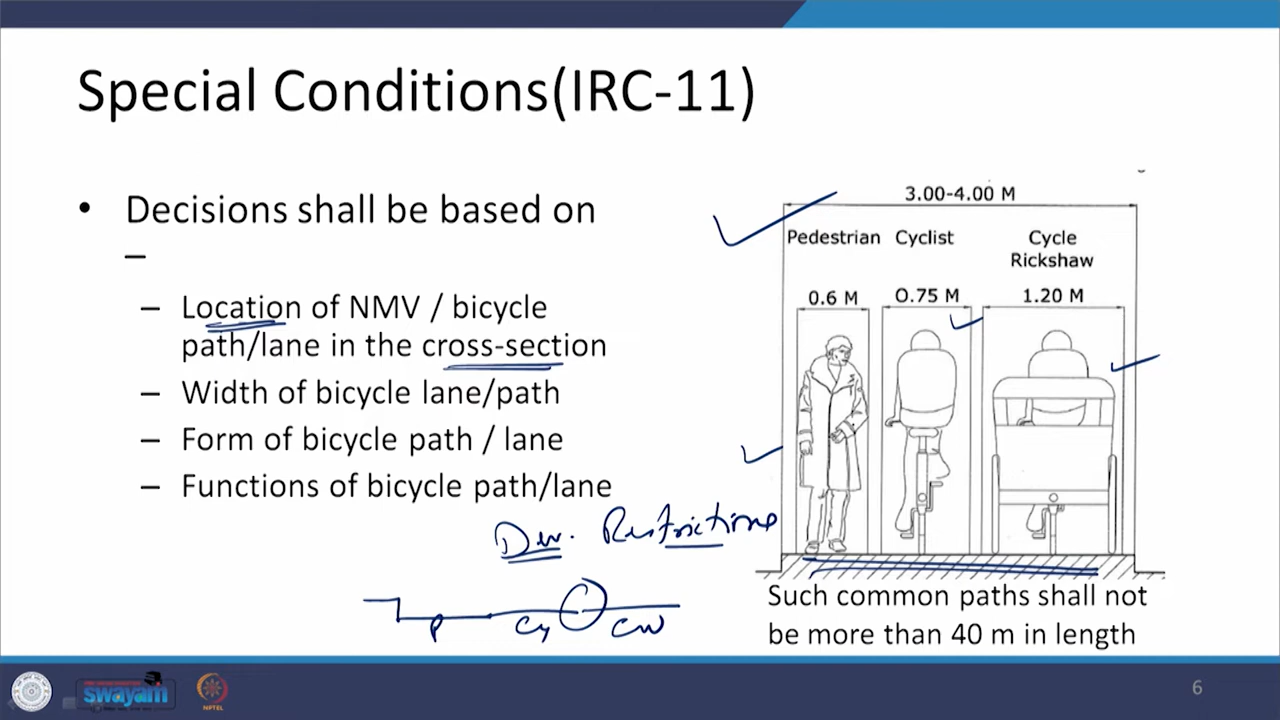 Special Conditions(IRC-11)
• Decisions shall be based on
–
– Location of NMV / bicycle
path/lane in the cross-section
– Width of bicycle lane/path
– Form of bicycle path / lane
– Functions of bicycle path/lane
3.00-4.00 M
Pedestrian Cyclist Cycle
Rickshaw
0.6 M 0.75 M 1.20 M
Restrictions
P Cy CW
Such common paths shall not
be more than 40 m in length
swayam
NPTEL
6